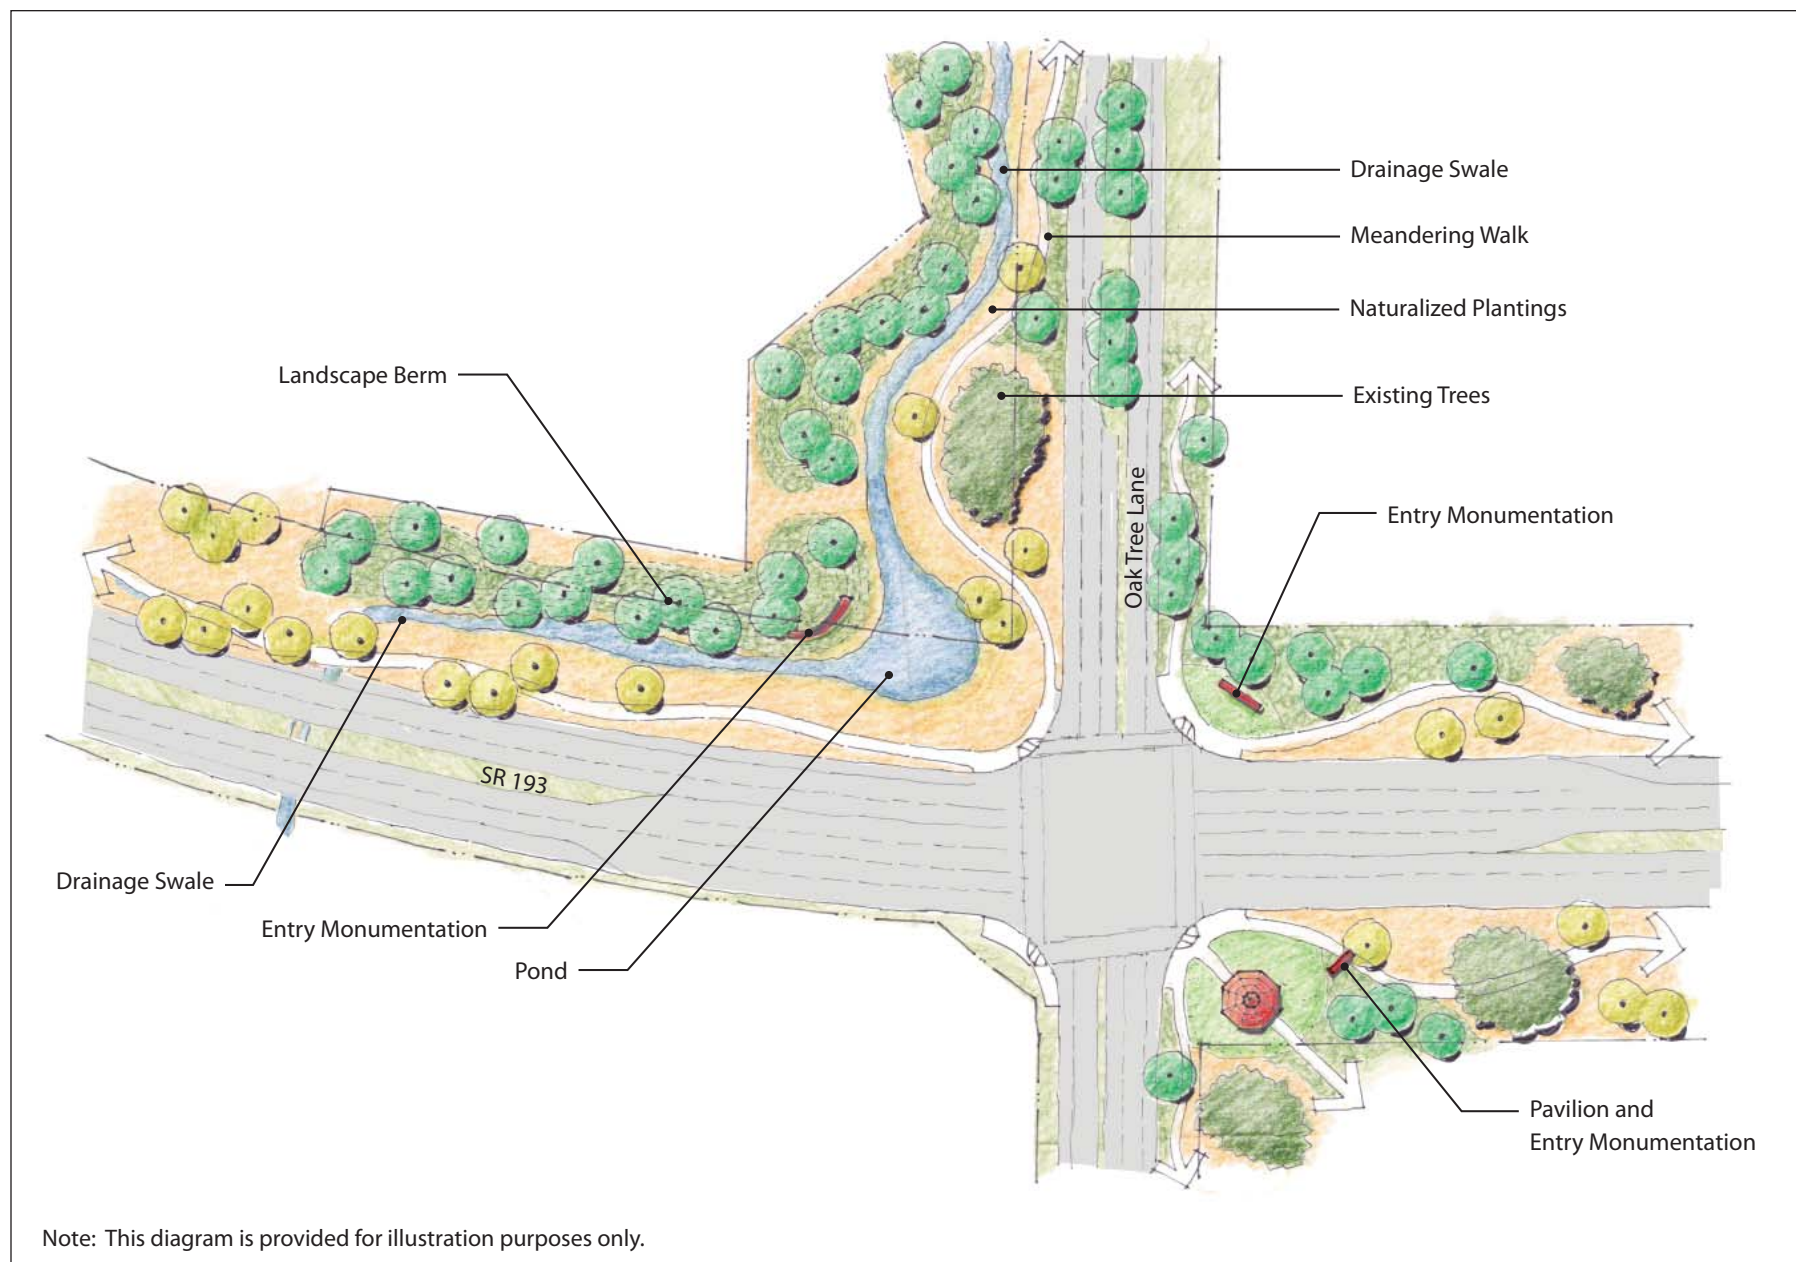 Drainage Swale
Meandering Walk
Naturalized Plantings
Landscape Berm
Existing Trees
Oak Tree Lane
Entry Monumentation
SR 193
Drainage Swale
Entry Monumentation
Pond
Pavilion and
Entry Monumentation
Note: This diagram is provided for illustration purposes only.